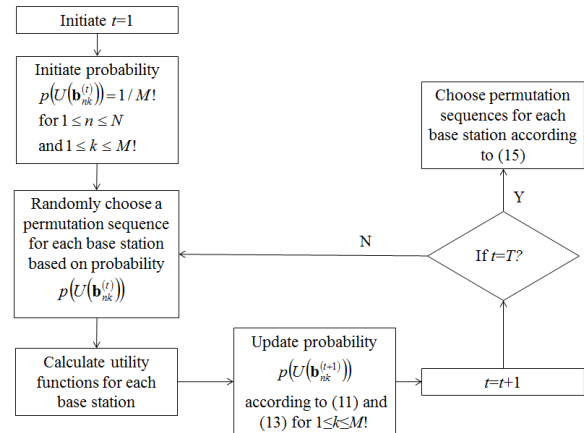 Initiate t=1
Initiate probability
p(U(b_{nk}^{(t)}))=1/M!
for 1 ≤ n ≤ N
and 1 ≤ k ≤ M!
Randomly choose a
permutation sequence
for each base station
based on probability
p(U(b_{nk}^{(t)}))
Calculate utility
functions for each
base station
Update probability
p(U(b_{nk}^{(t+1)}))
according to (11) and
(13) for 1≤k≤M!
t=t+1
If t=T?
N
Y
Choose permutation
sequences for each
base station according
to (15)